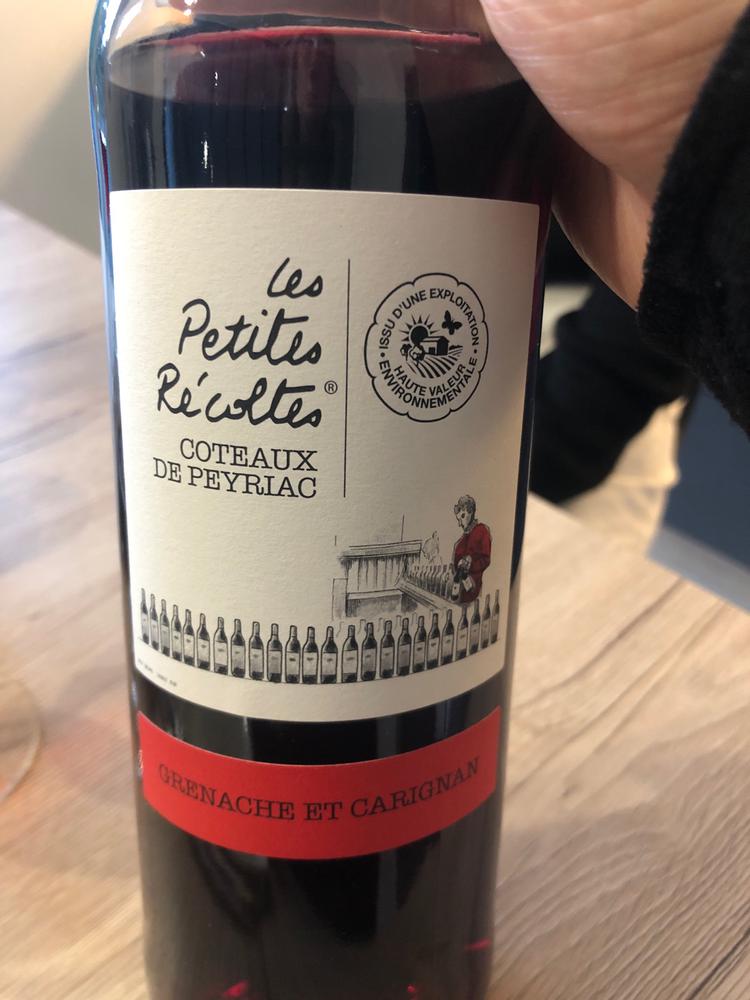 Les
Petites
Récoltes®
COTEAUX
DE PEYRIAC
• ISSU D'UNE EXPLOITATION •
HAUTE VALEUR
ENVIRONNEMENTALE
GRENACHE ET CARIGNAN